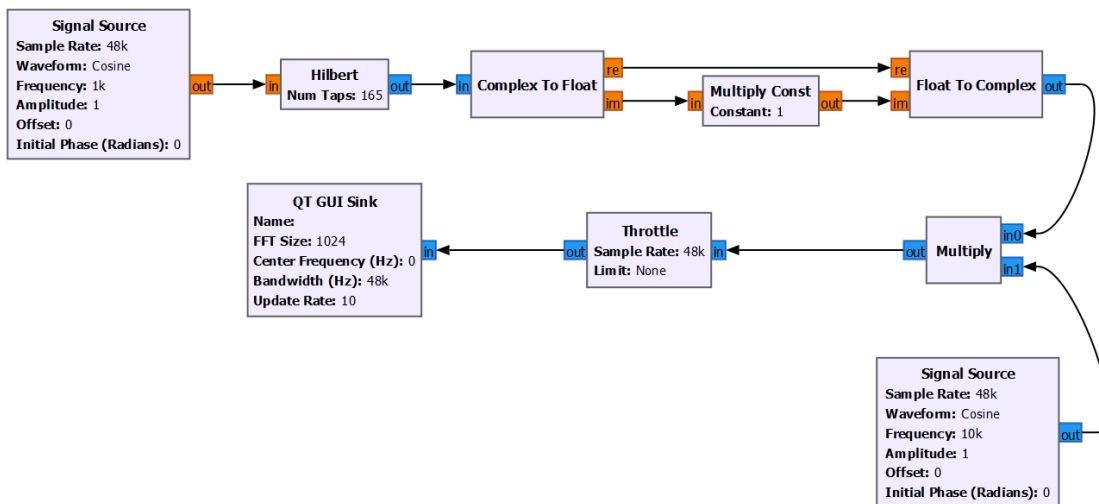 Signal Source
Sample Rate: 48k
Waveform: Cosine
Frequency: 1k
Amplitude: 1
Offset: 0
Initial Phase (Radians): 0
out
in
Hilbert
Num Taps: 165
out
in
Complex To Float
re
im
in
Multiply Const
Constant: 1
out
re
im
Float To Complex
out
QT GUI Sink
Name:
FFT Size: 1024
Center Frequency (Hz): 0
Bandwidth (Hz): 48k
Update Rate: 10
in
out
Throttle
Sample Rate: 48k
Limit: None
in
out
Multiply
in0
in1
Signal Source
Sample Rate: 48k
Waveform: Cosine
Frequency: 10k
Amplitude: 1
Offset: 0
Initial Phase (Radians): 0
out